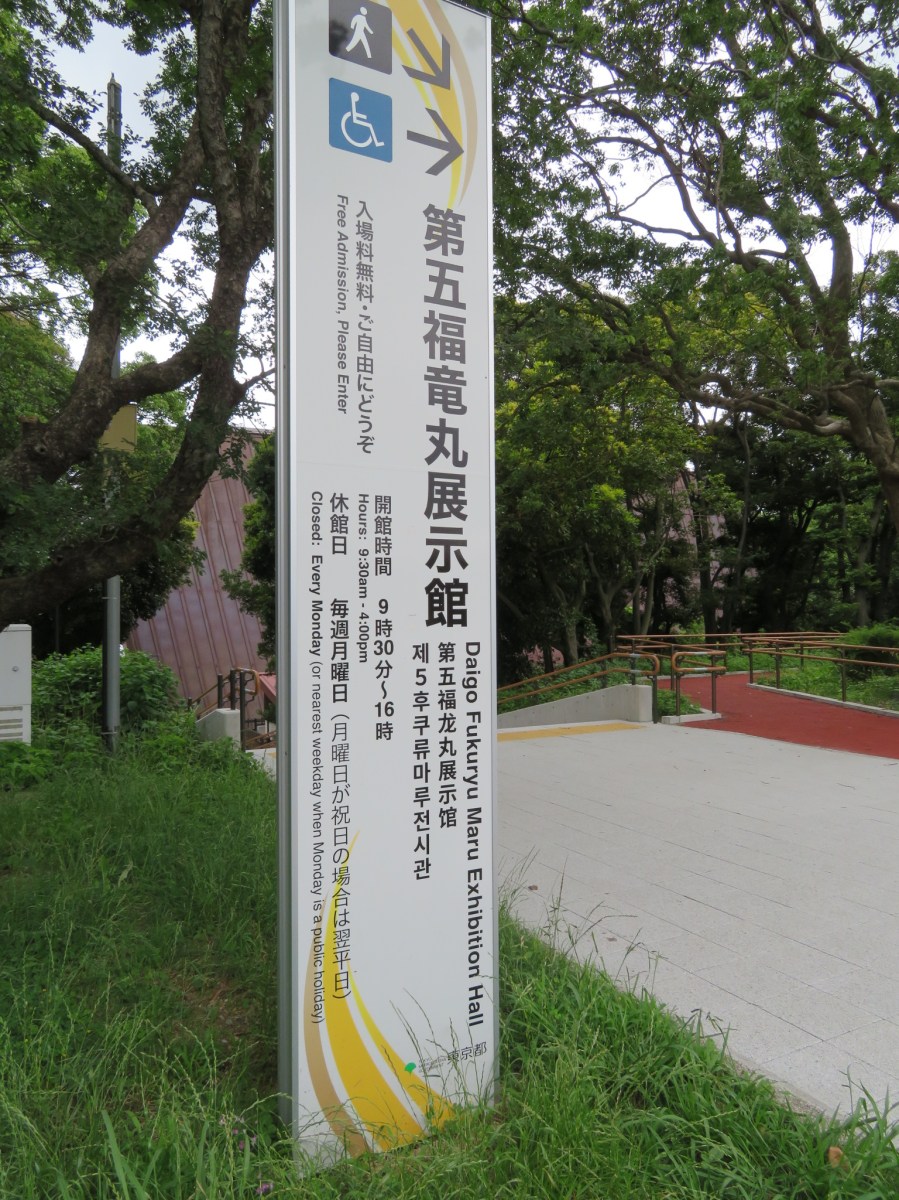 第五福竜丸展示館
Daigo Fukuryu Maru Exhibition Hall
第五福龙丸展示馆
제5후쿠류마루전시관
入場料無料・ご自由にどうぞ
Free Admission, Please Enter
開館時間 9時30分～16時
Hours: 9:30am - 4:00pm
休館日 毎週月曜日（月曜日が祝日の場合は翌平日）
Closed: Every Monday (or nearest weekday when Monday is a public holiday)
東京都